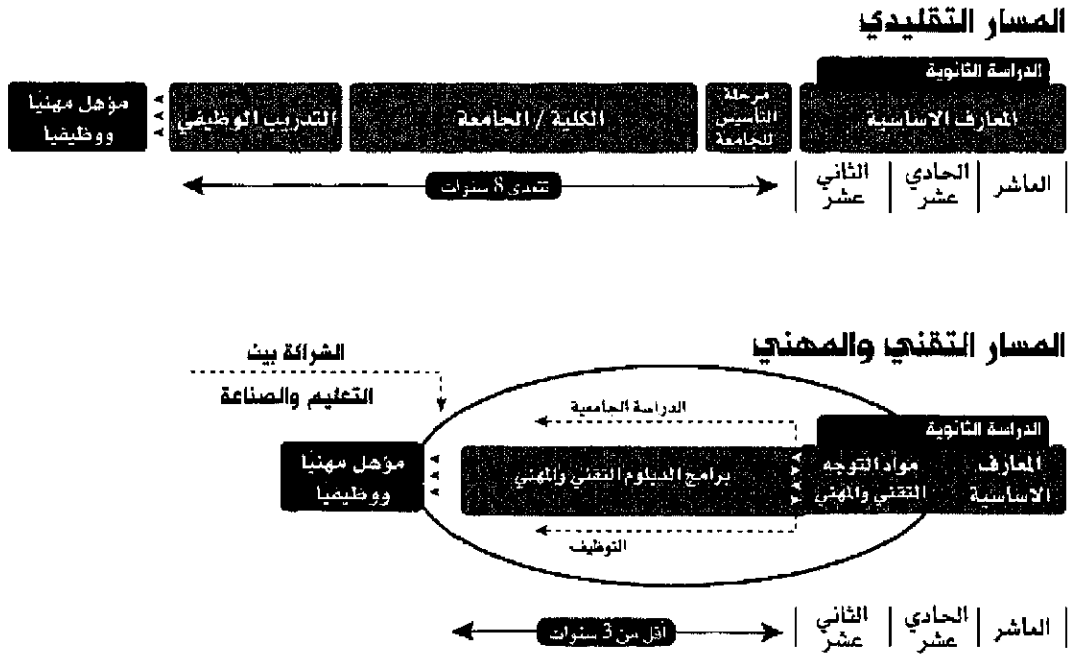 المسار التقليدي
الدراسة الثانوية
المعارف الاساسية
مرحلة
التأسيس
للجامعة
الكلية / الجامعة
التدريب الوظيفي
مؤهل مهنيا
ووظيفيا
العاشر
الحادي
عشر
الثاني
عشر
تتعدى 8 سنوات
المسار التقني والمهني
الشراكة بين
التعليم والصناعة
الدراسة الثانوية
المعارف
الاساسية
مواد التوجه
التقني والمهني
الدراسة الجامعية
برامج الدبلوم التقني والمهني
التوظيف
مؤهل مهنيا
ووظيفيا
العاشر
الحادي
عشر
الثاني
عشر
أقل من 3 سنوات